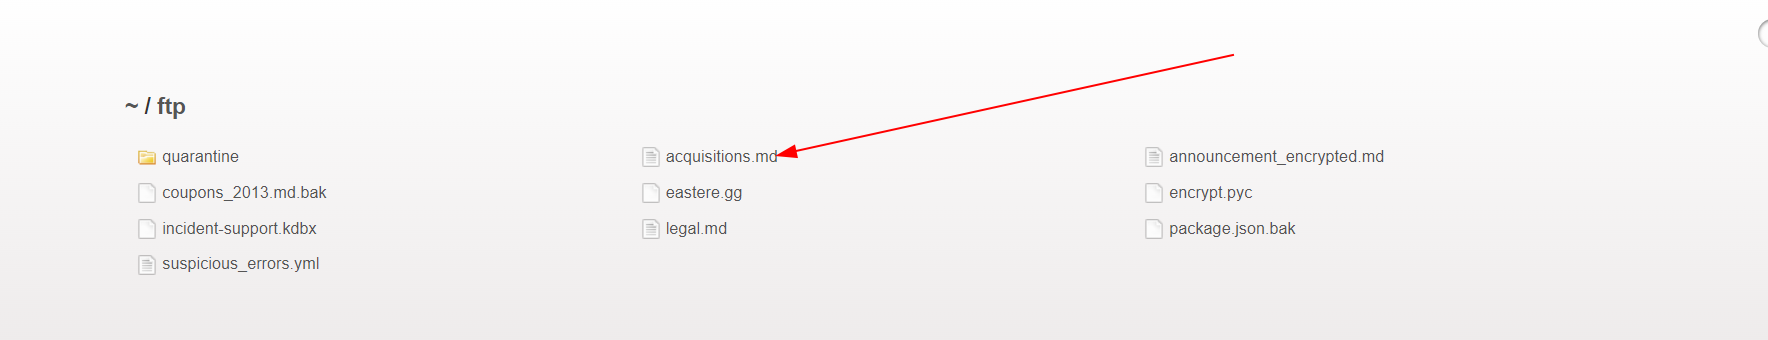 ~ / ftp
quarantine acquisitions.md announcement_encrypted.md
coupons_2013.md.bak eastere.gg encrypt.pyc
incident-support.kdbx legal.md package.json.bak
suspicious_errors.yml